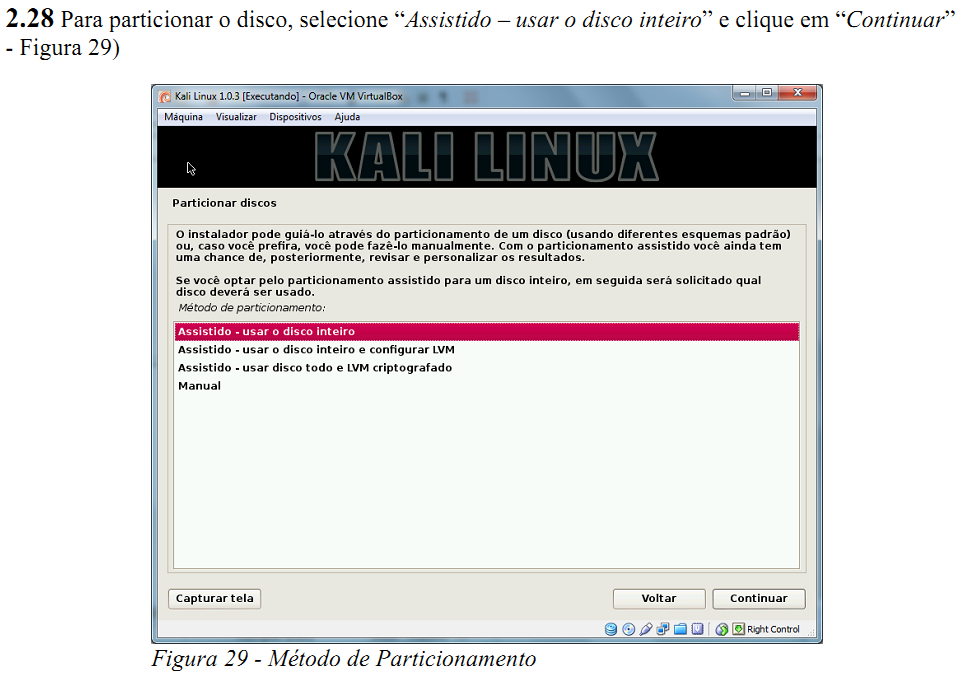 2.28 Para particionar o disco, selecione “Assistido – usar o disco inteiro” e clique em “Continuar”
- Figura 29)
Kali Linux 1.0.3 [Executando] - Oracle VM VirtualBox
Máquina Visualizar Dispositivos Ajuda
KALI LINUX
Particionar discos
O instalador pode guiá-lo através do particionamento de um disco (usando diferentes esquemas padrão)
ou, caso você prefira, você pode fazê-lo manualmente. Com o particionamento assistido você ainda tem
uma chance de, posteriormente, revisar e personalizar os resultados.
Se você optar pelo particionamento assistido para um disco inteiro, em seguida será solicitado qual
disco deverá ser usado.
Método de particionamento:
Assistido - usar o disco inteiro
Assistido - usar o disco inteiro e configurar LVM
Assistido - usar disco todo e LVM criptografado
Manual
Capturar tela Voltar Continuar
Right Control
Figura 29 - Método de Particionamento